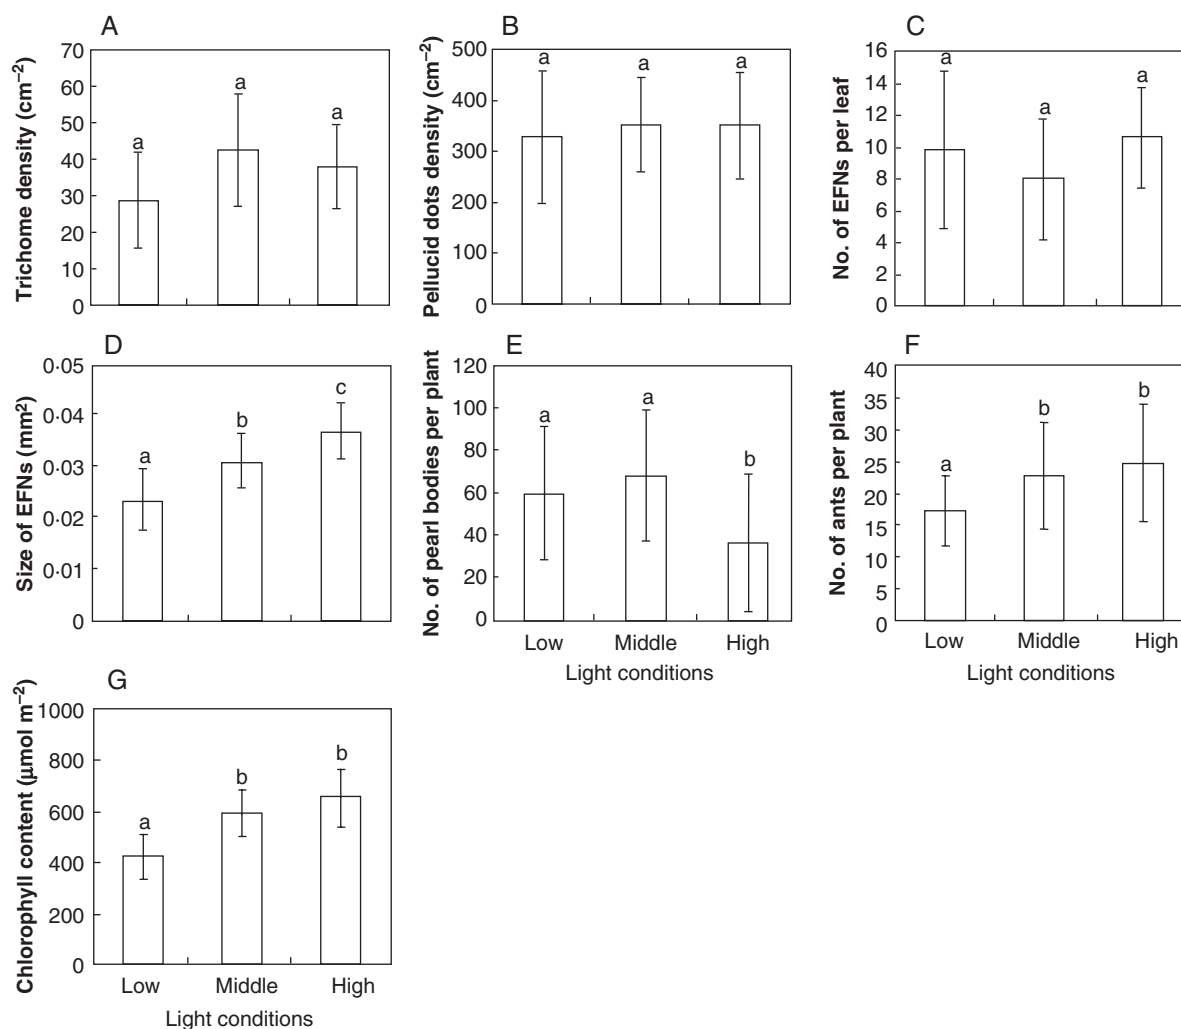 A
Trichome density (cm⁻²)
70
60
50
40
30
20
10
0
a
a
a
B
Pellucid dots density (cm⁻²)
500
400
300
200
100
0
a
a
a
C
No. of EFNs per leaf
16
14
12
10
8
6
4
2
0
a
a
a
D
Size of EFNs (mm²)
0·05
0·04
0·03
0·02
0·01
0
a
b
c
E
No. of pearl bodies per plant
120
100
80
60
40
20
0
a
a
b
Low Middle High
Light conditions
F
No. of ants per plant
40
35
30
25
20
15
10
5
0
a
b
b
Low Middle High
Light conditions
G
Chlorophyll content (μmol m⁻²)
1000
800
600
400
200
0
a
b
b
Low Middle High
Light conditions